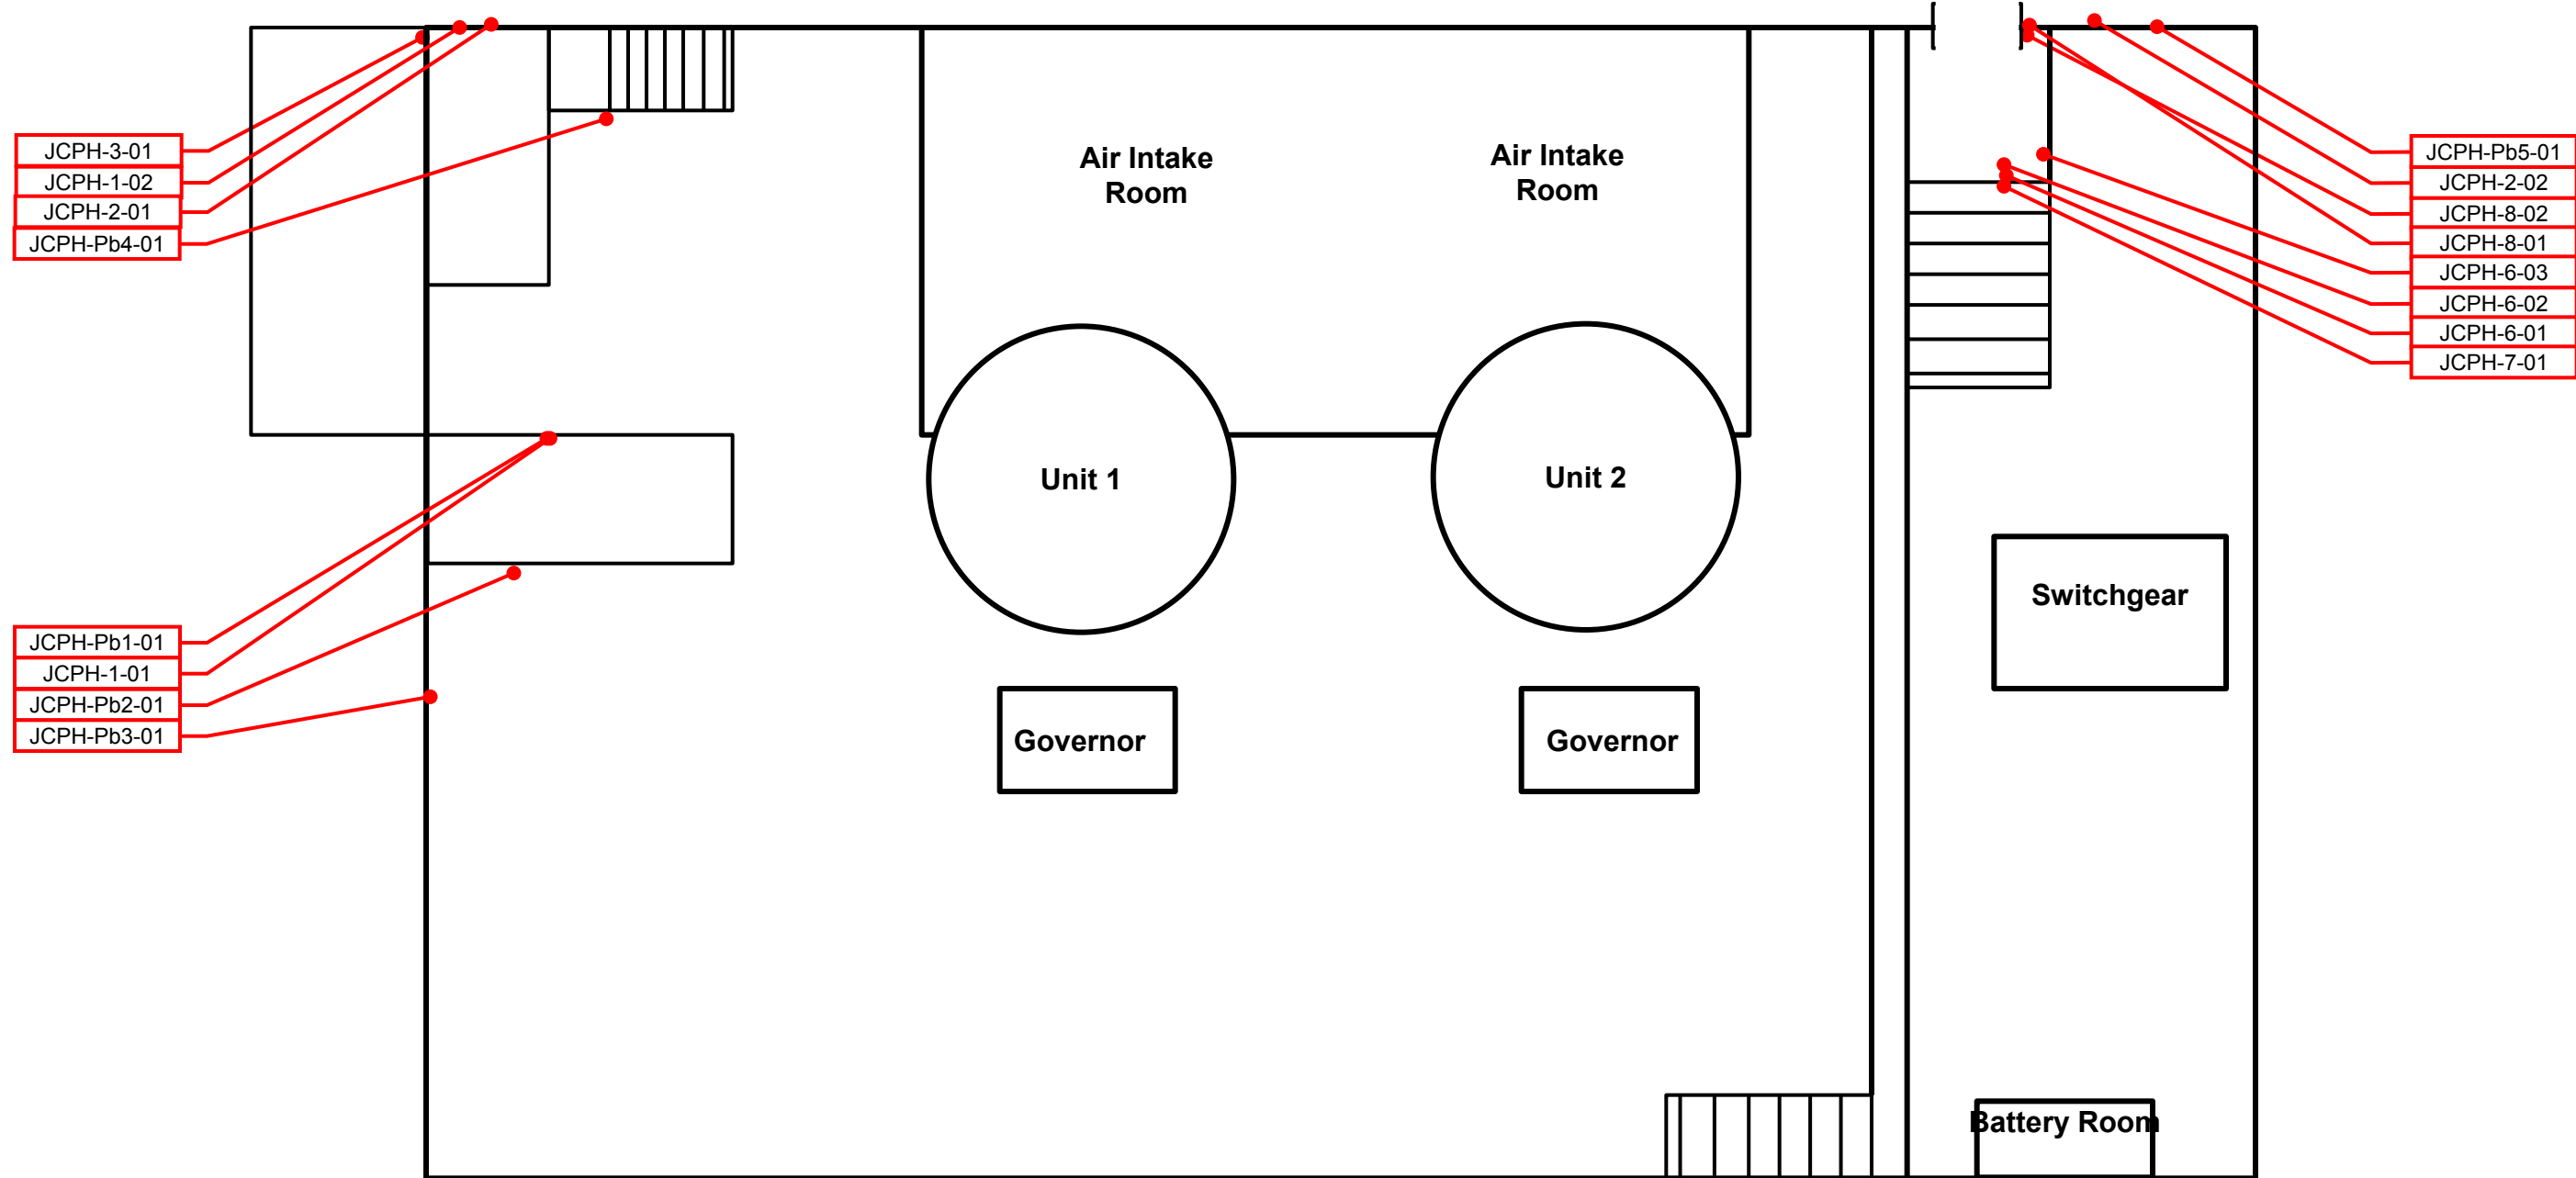 JCPH-3-01
JCPH-1-02
JCPH-2-01
JCPH-Pb4-01
Air Intake
Room
Air Intake
Room
JCPH-Pb5-01
JCPH-2-02
JCPH-8-02
JCPH-8-01
JCPH-6-03
JCPH-6-02
JCPH-6-01
JCPH-7-01
Unit 1
Unit 2
Switchgear
JCPH-Pb1-01
JCPH-1-01
JCPH-Pb2-01
JCPH-Pb3-01
Governor
Governor
Battery Room